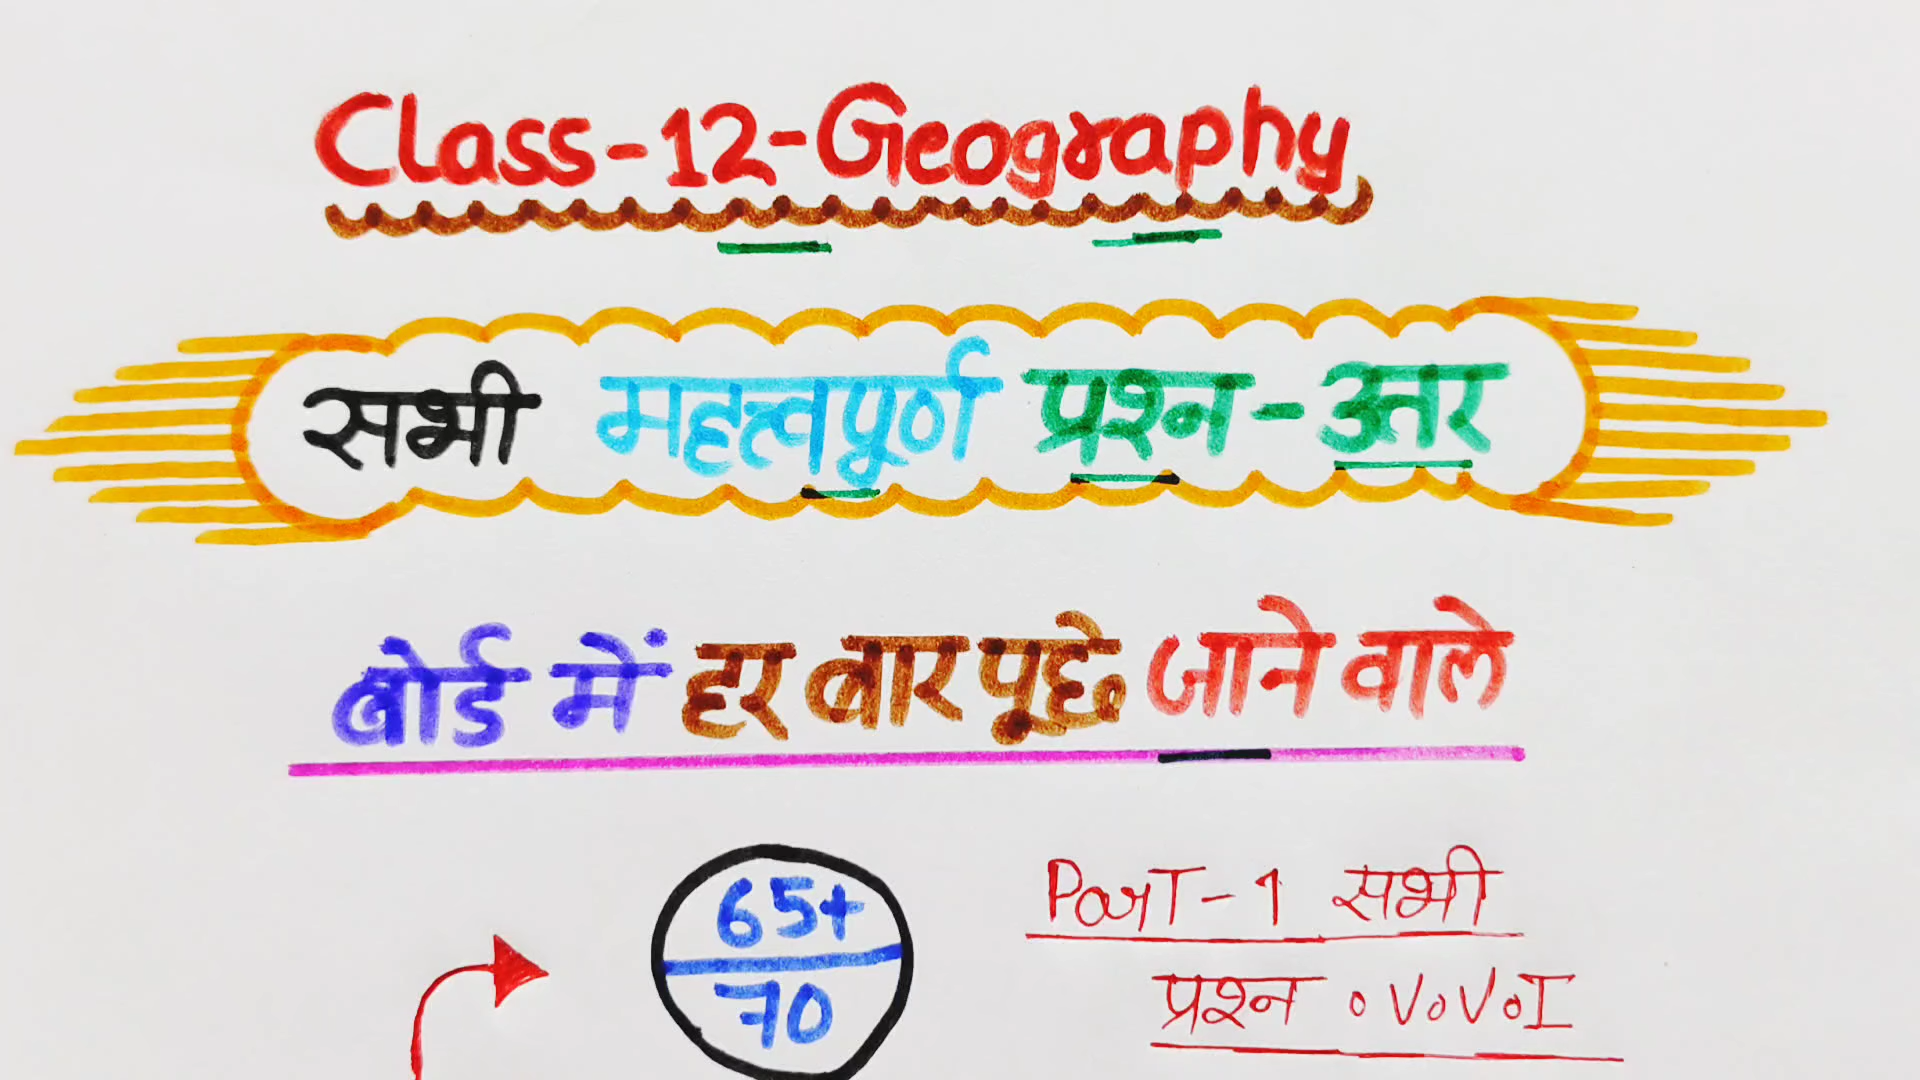 Class-12-Geography
सभी महत्त्वपूर्ण प्रश्न-उत्तर
बोर्ड में हर बार पूछे जाने वाले
65+
70
Part-1 सभी
प्रश्न . V.V.I